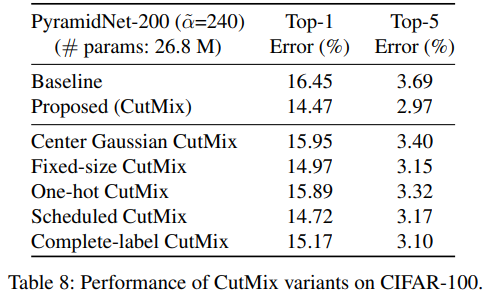 PyramidNet-200 (α̃=240) Top-1 Top-5
(# params: 26.8 M) Error (%) Error (%)
Baseline 16.45 3.69
Proposed (CutMix) 14.47 2.97
Center Gaussian CutMix 15.95 3.40
Fixed-size CutMix 14.97 3.15
One-hot CutMix 15.89 3.32
Scheduled CutMix 14.72 3.17
Complete-label CutMix 15.17 3.10
Table 8: Performance of CutMix variants on CIFAR-100.